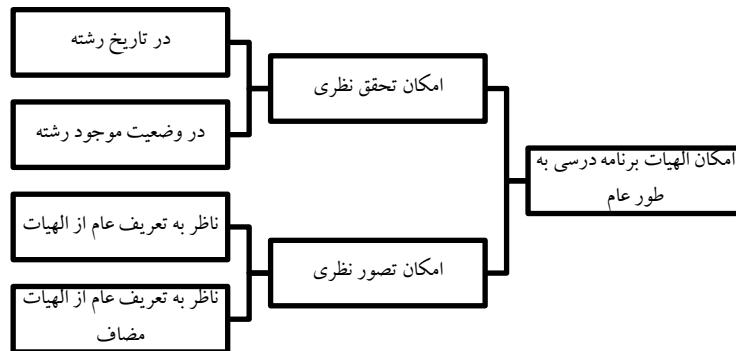 امکان الهیات برنامه درسی به
طور عام
امکان تحقق نظری
در تاریخ رشته
در وضعیت موجود رشته
امکان تصور نظری
ناظر به تعریف عام از الهیات
ناظر به تعریف عام از الهیات
مضاف